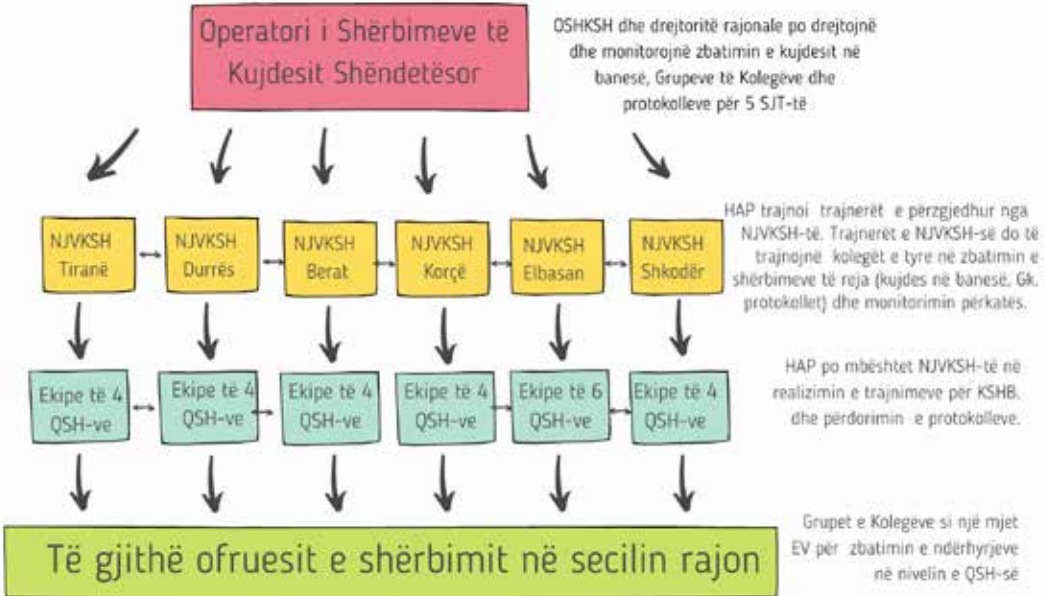 Operatori i Shërbimeve të
Kujdesit Shëndetësor
OSHKSH dhe drejtoritë rajonale po drejtojnë
dhe monitorojnë zbatimin e kujdesit në
banesë, Grupeve të Kolegëve dhe
protokolleve për 5 SJT-të
NJVKSH
Tiranë
NJVKSH
Durrës
NJVKSH
Berat
NJVKSH
Korçë
NJVKSH
Elbasan
NJVKSH
Shkodër
HAP trajnoi trajnerët e përzgjedhur nga
NJVKSH-të. Trajnerët e NJVKSH-së do të
trajnojnë kolegët e tyre në zbatimin e
shërbimeve të reja (kujdes në banesë, Gk.
protokollet) dhe monitorimin përkatës.
Ekipe të 4
QSH-ve
Ekipe të 4
QSH-ve
Ekipe të 4
QSH-ve
Ekipe të 4
QSH-ve
Ekipe të 6
QSH-ve
Ekipe të 4
QSH-ve
HAP po mbështet NJVKSH-të në
realizimin e trajnimeve për KSHB.
dhe përdorimin e protokolleve.
Të gjithë ofruesit e shërbimit në secilin rajon
Grupet e Kolegëve si një mjet
EV për zbatimin e ndërhyrjeve
në nivelin e QSH-së